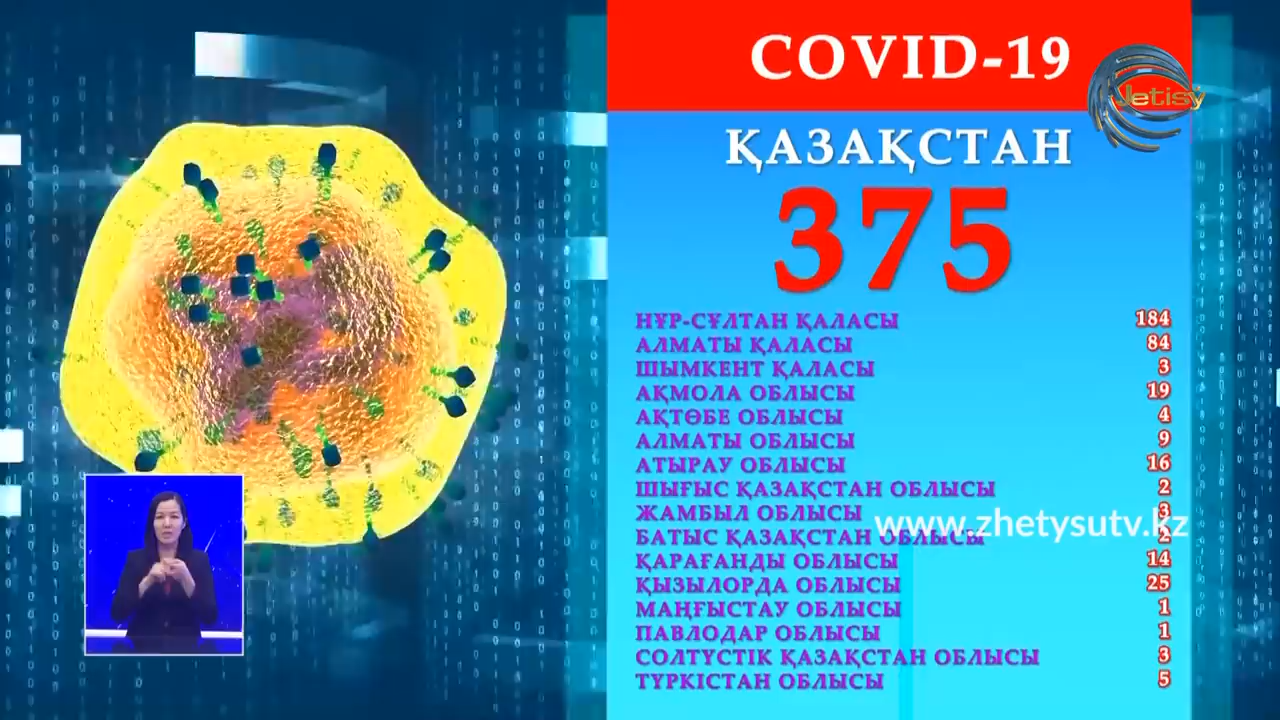 COVID-19
Jetisy
ҚАЗАҚСТАН
375
НҰР-СҰЛТАН ҚАЛАСЫ 184
АЛМАТЫ ҚАЛАСЫ 84
ШЫМКЕНТ ҚАЛАСЫ 3
АҚМОЛА ОБЛЫСЫ 19
АҚТӨБЕ ОБЛЫСЫ 4
АЛМАТЫ ОБЛЫСЫ 9
АТЫРАУ ОБЛЫСЫ 16
ШЫҒЫС ҚАЗАҚСТАН ОБЛЫСЫ 2
ЖАМБЫЛ ОБЛЫСЫ 3
www.zhetysutv.kz
БАТЫС ҚАЗАҚСТАН ОБЛЫСЫ 2
ҚАРАҒАНДЫ ОБЛЫСЫ 14
ҚЫЗЫЛОРДА ОБЛЫСЫ 25
МАҢҒЫСТАУ ОБЛЫСЫ 1
ПАВЛОДАР ОБЛЫСЫ 1
СОЛТҮСТІК ҚАЗАҚСТАН ОБЛЫСЫ 3
ТҮРКІСТАН ОБЛЫСЫ 5